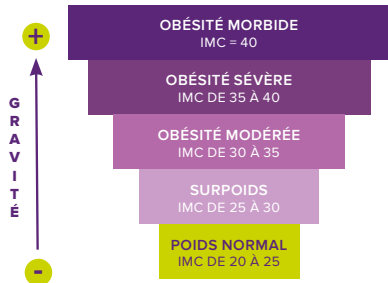 +
GRAVITÉ
-
OBÉSITÉ MORBIDE
IMC = 40
OBÉSITÉ SÉVÈRE
IMC DE 35 À 40
OBÉSITÉ MODÉRÉE
IMC DE 30 À 35
SURPOIDS
IMC DE 25 À 30
POIDS NORMAL
IMC DE 20 À 25